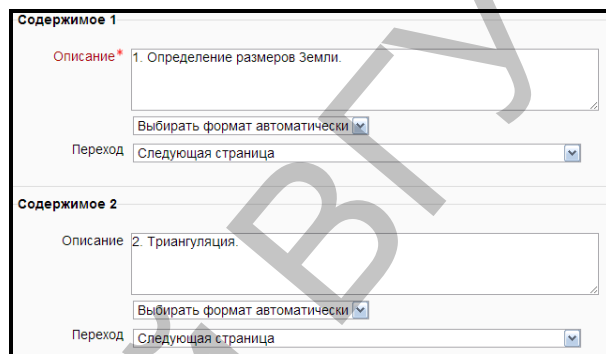 Содержимое 1
Описание* 1. Определение размеров Земли.
Выбирать формат автоматически
Переход Следующая страница
Содержимое 2
Описание 2. Триангуляция.
Выбирать формат автоматически
Переход Следующая страница
ВГУ